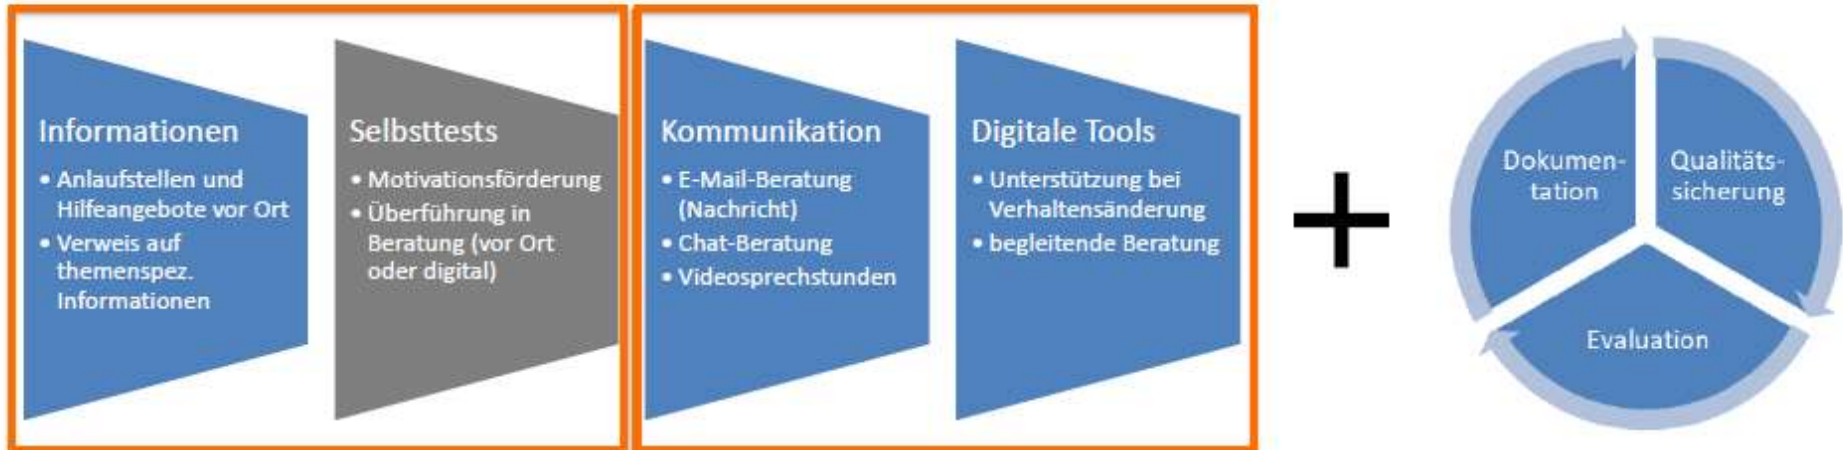 Informationen
• Anlaufstellen und
Hilfeangebote vor Ort
• Verweis auf
themenspez.
Informationen
Selbsttests
• Motivationsförderung
• Überführung in
Beratung (vor Ort
oder digital)
Kommunikation
• E-Mail-Beratung
(Nachricht)
• Chat-Beratung
• Videosprechstunden
Digitale Tools
• Unterstützung bei
Verhaltensänderung
• begleitende Beratung
+
Dokumen-
tation
Qualitäts-
sicherung
Evaluation